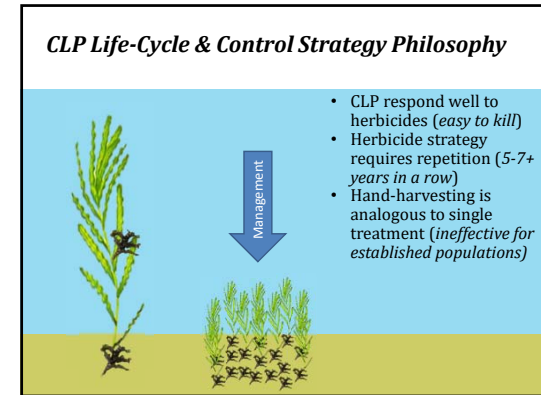 CLP Life-Cycle & Control Strategy Philosophy
Management
• CLP respond well to
herbicides (easy to kill)
• Herbicide strategy
requires repetition (5-7+
years in a row)
• Hand-harvesting is
analogous to single
treatment (ineffective for
established populations)